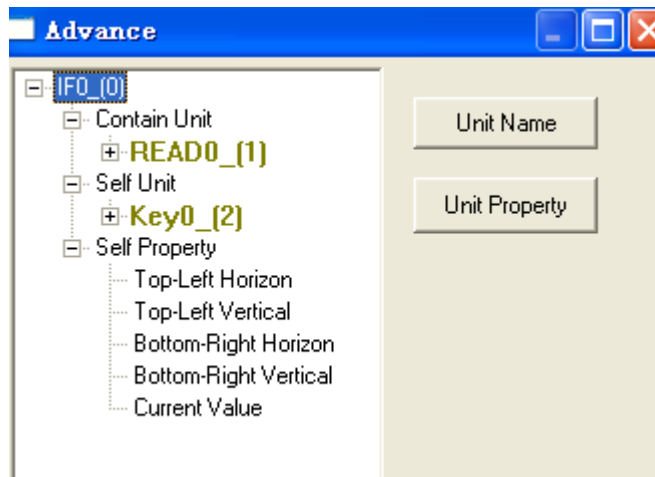 Advance
IF0_(0)
Contain Unit
READ0_(1)
Self Unit
Key0_(2)
Self Property
Top-Left Horizon
Top-Left Vertical
Bottom-Right Horizon
Bottom-Right Vertical
Current Value
Unit Name
Unit Property